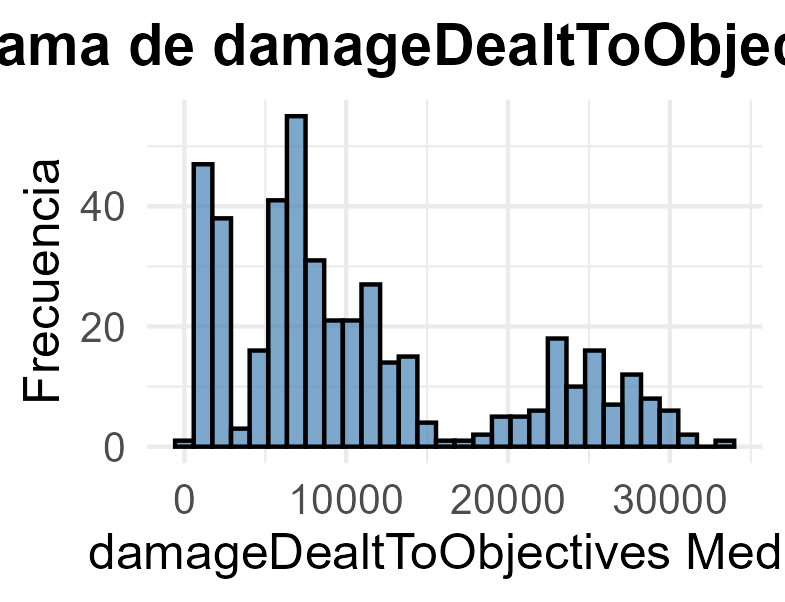 ama de damageDealtToObjec
Frecuencia
40
20
0
0 10000 20000 30000
damageDealtToObjectives Med